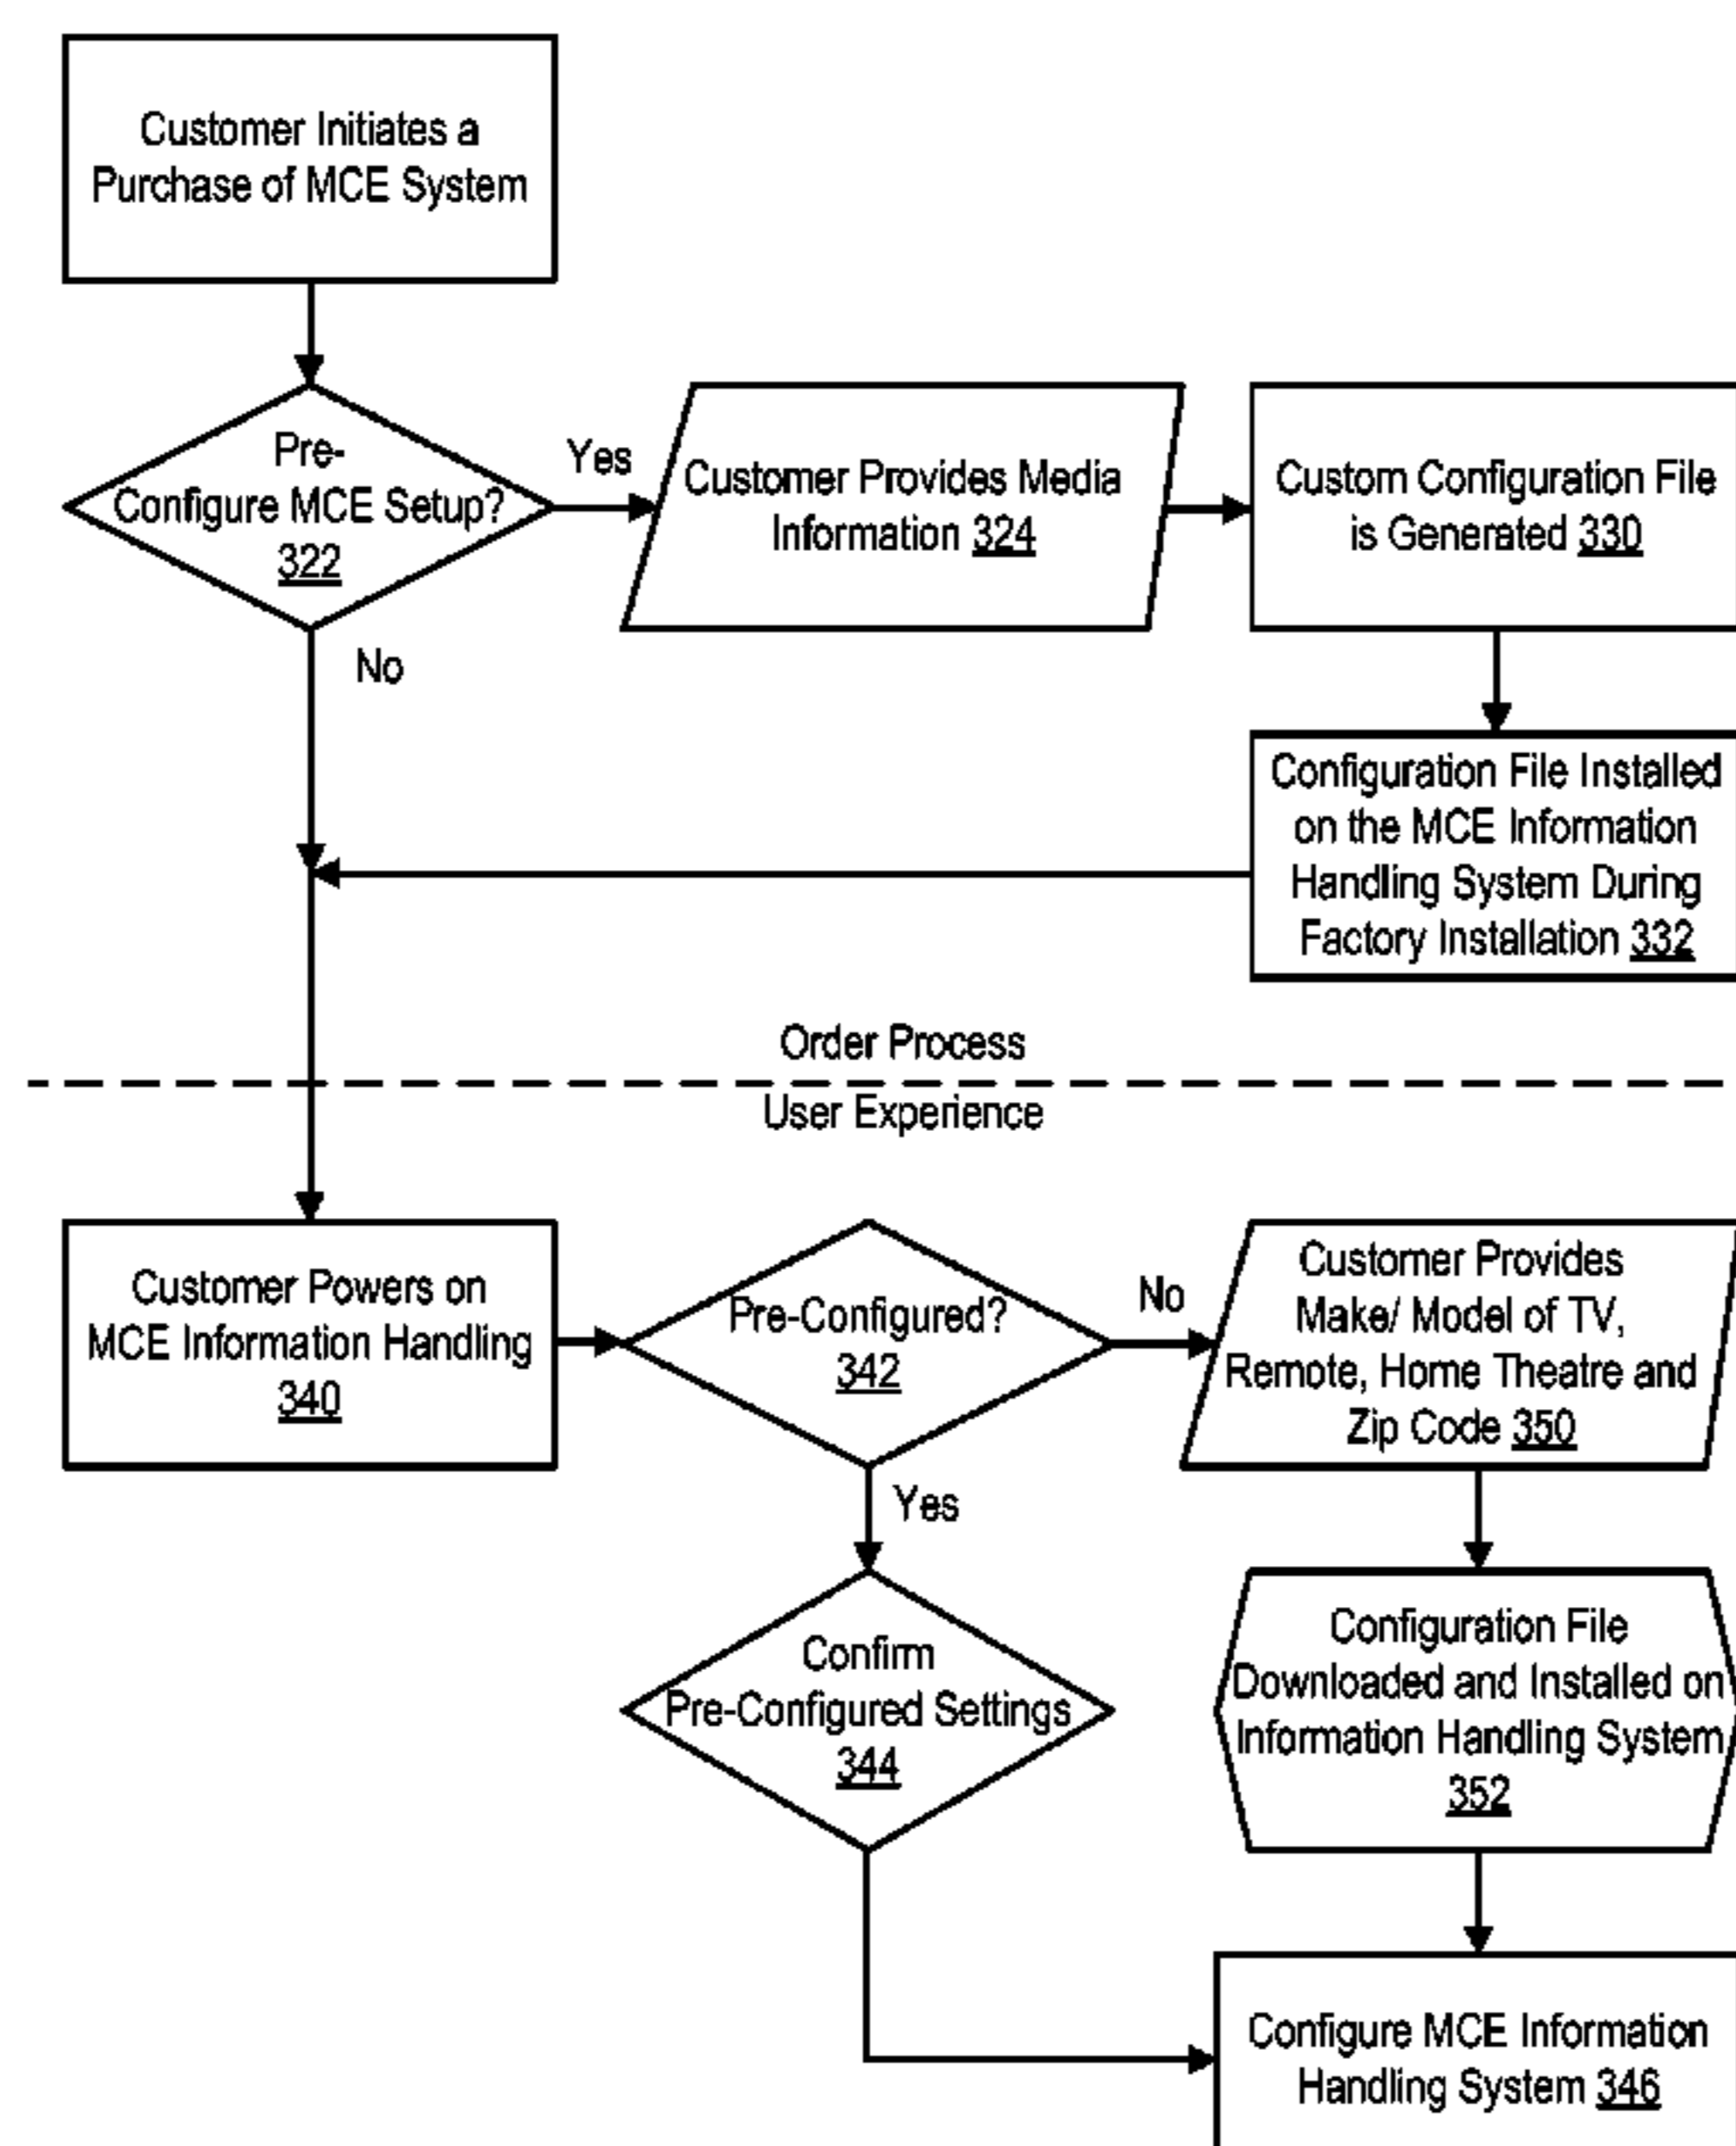 Customer Initiates a
Purchase of MCE System
Pre-
Configure MCE Setup?
322
Yes
No
Customer Provides Media
Information 324
Custom Configuration File
is Generated 330
Configuration File Installed
on the MCE Information
Handling System During
Factory Installation 332
Order Process
User Experience
Customer Powers on
MCE Information Handling
340
Pre-Configured?
342
No
Yes
Customer Provides
Make/ Model of TV,
Remote, Home Theatre and
Zip Code 350
Confirm
Pre-Configured Settings
344
Configuration File
Downloaded and Installed on
Information Handling System
352
Configure MCE Information
Handling System 346